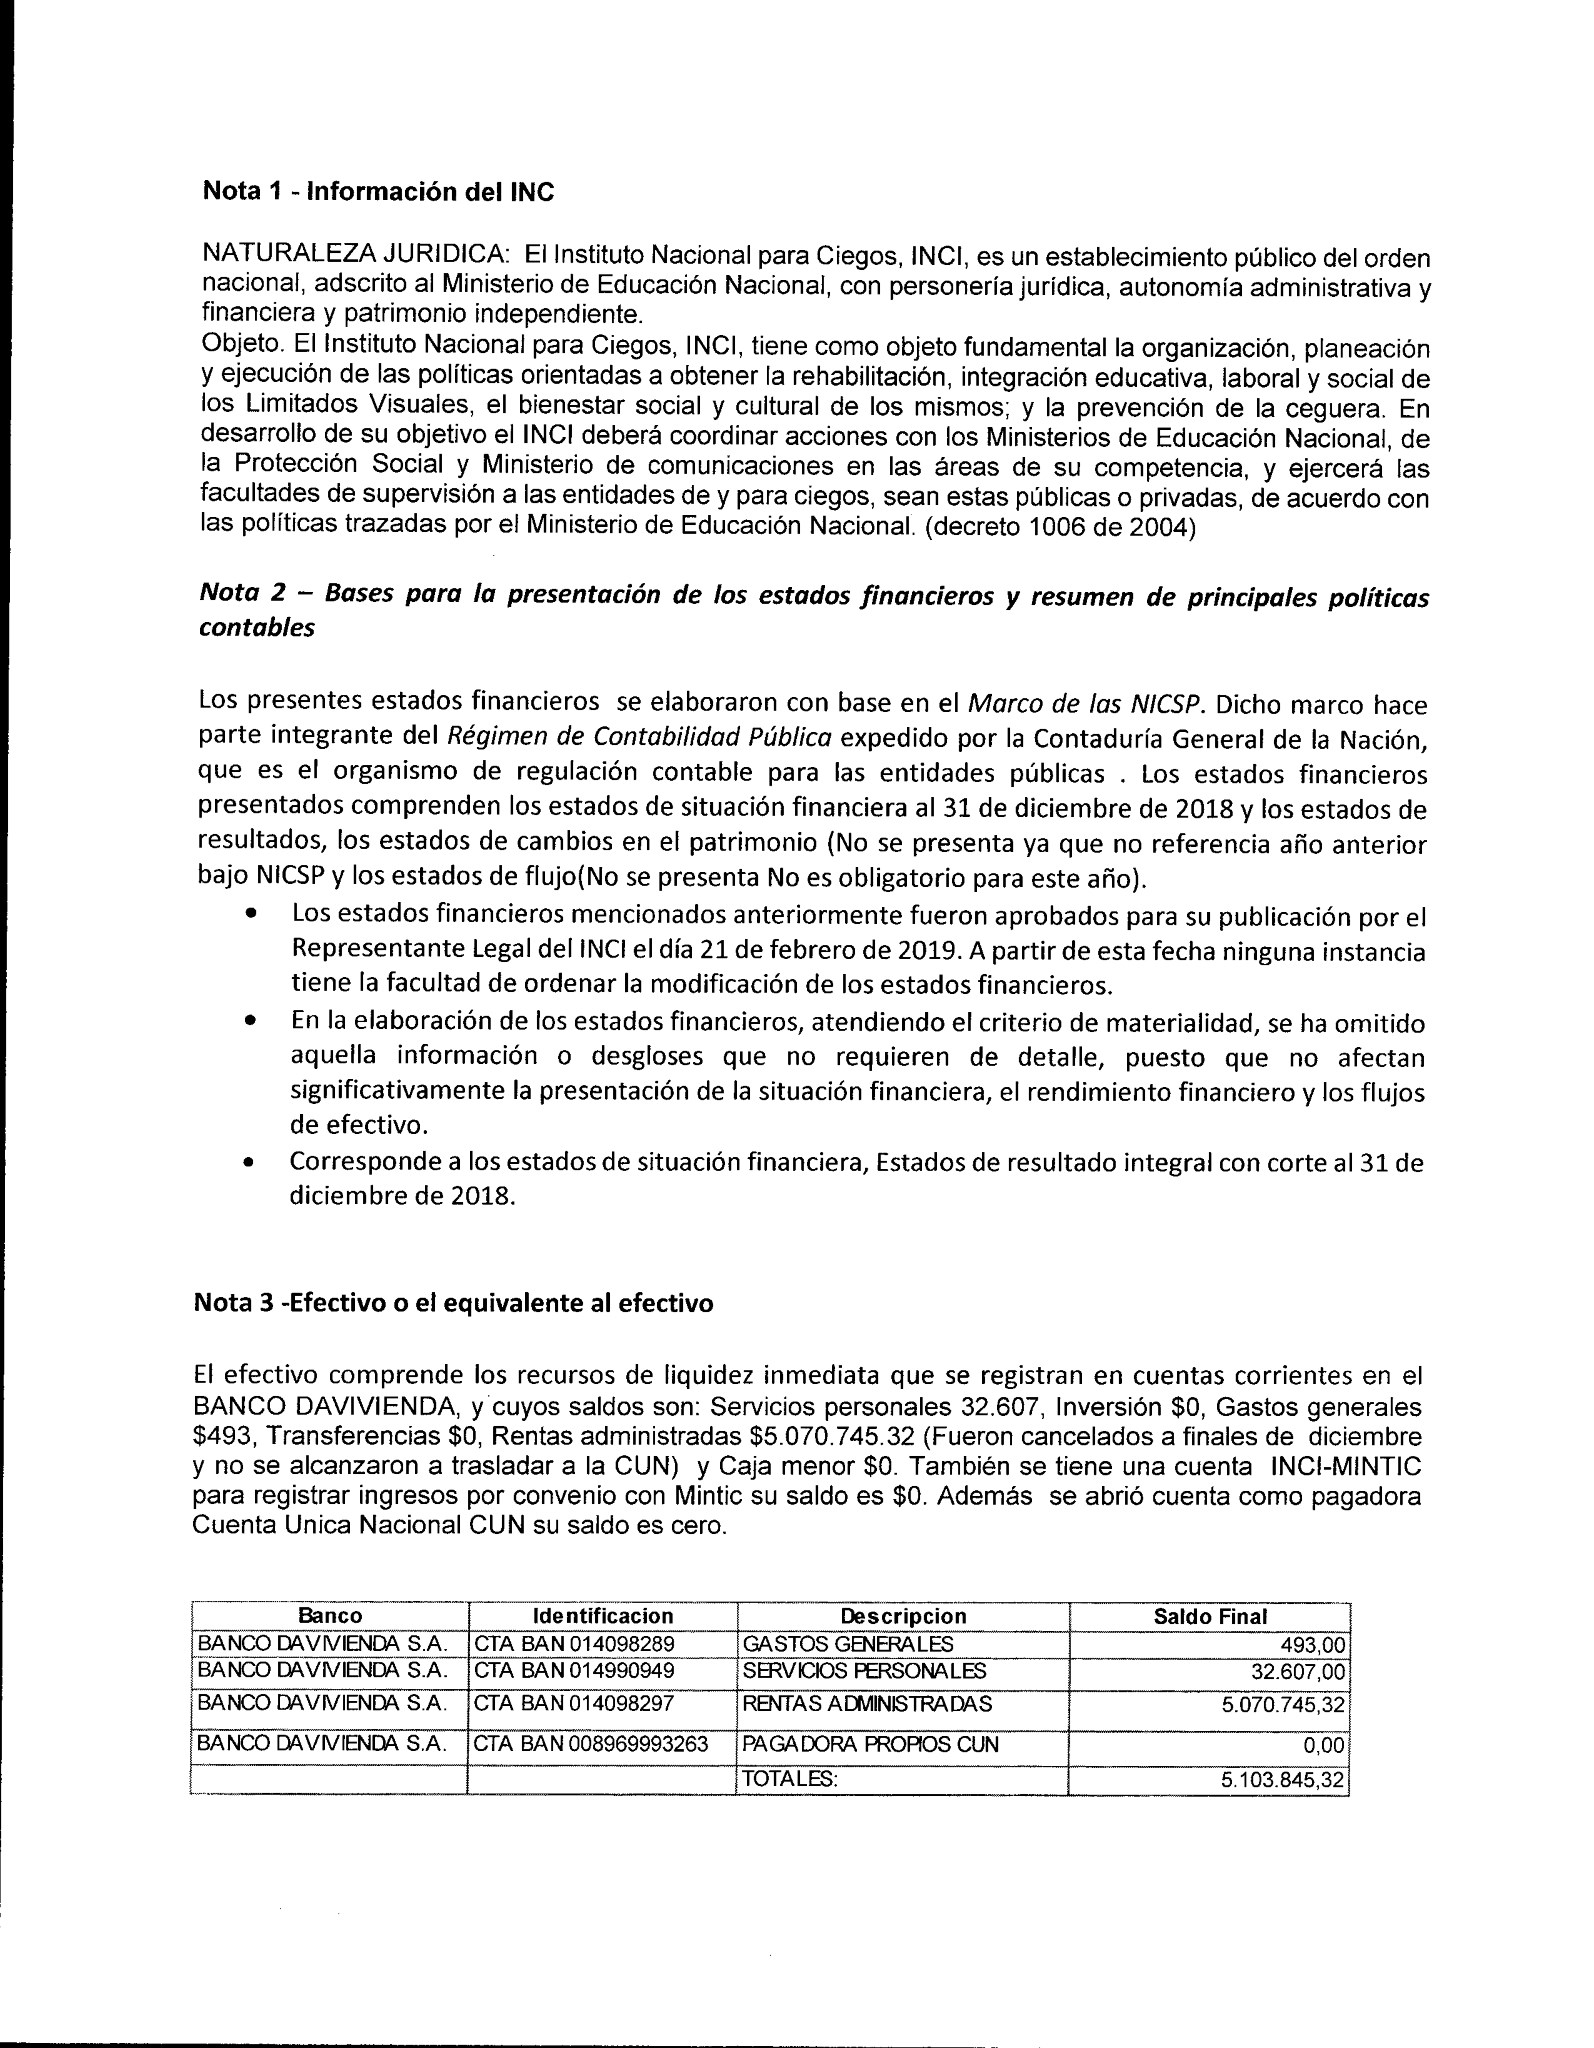 Nota 1 - Información del INC
NATURALEZA JURIDICA: El Instituto Nacional para Ciegos, INCI, es un establecimiento público del orden
nacional, adscrito al Ministerio de Educación Nacional, con personería jurídica, autonomía administrativa y
financiera y patrimonio independiente.
Objeto. El Instituto Nacional para Ciegos, INCI, tiene como objeto fundamental la organización, planeación
y ejecución de las políticas orientadas a obtener la rehabilitación, integración educativa, laboral y social de
los Limitados Visuales, el bienestar social y cultural de los mismos; y la prevención de la ceguera. En
desarrollo de su objetivo el INCI deberá coordinar acciones con los Ministerios de Educación Nacional, de
la Protección Social y Ministerio de comunicaciones en las áreas de su competencia, y ejercerá las
facultades de supervisión a las entidades de y para ciegos, sean estas públicas o privadas, de acuerdo con
las políticas trazadas por el Ministerio de Educación Nacional. (decreto 1006 de 2004)
Nota 2 – Bases para la presentación de los estados financieros y resumen de principales políticas
contables
Los presentes estados financieros se elaboraron con base en el Marco de las NICSP. Dicho marco hace
parte integrante del Régimen de Contabilidad Pública expedido por la Contaduría General de la Nación,
que es el organismo de regulación contable para las entidades públicas . Los estados financieros
presentados comprenden los estados de situación financiera al 31 de diciembre de 2018 y los estados de
resultados, los estados de cambios en el patrimonio (No se presenta ya que no referencia año anterior
bajo NICSP y los estados de flujo(No se presenta No es obligatorio para este año).
• Los estados financieros mencionados anteriormente fueron aprobados para su publicación por el
Representante Legal del INCI el día 21 de febrero de 2019. A partir de esta fecha ninguna instancia
tiene la facultad de ordenar la modificación de los estados financieros.
• En la elaboración de los estados financieros, atendiendo el criterio de materialidad, se ha omitido
aquella información o desgloses que no requieren de detalle, puesto que no afectan
significativamente la presentación de la situación financiera, el rendimiento financiero y los flujos
de efectivo.
• Corresponde a los estados de situación financiera, Estados de resultado integral con corte al 31 de
diciembre de 2018.
Nota 3 -Efectivo o el equivalente al efectivo
El efectivo comprende los recursos de liquidez inmediata que se registran en cuentas corrientes en el
BANCO DAVIVIENDA, y cuyos saldos son: Servicios personales 32.607, Inversión $0, Gastos generales
$493, Transferencias $0, Rentas administradas $5.070.745.32 (Fueron cancelados a finales de diciembre
y no se alcanzaron a trasladar a la CUN) y Caja menor $0. También se tiene una cuenta INCI-MINTIC
para registrar ingresos por convenio con Mintic su saldo es $0. Además se abrió cuenta como pagadora
Cuenta Unica Nacional CUN su saldo es cero.
Banco Identificacion Descripcion Saldo Final
BANCO DAVIVIENDA S.A. CTA BAN 014098289 GASTOS GENERALES 493,00
BANCO DAVIVIENDA S.A. CTA BAN 014990949 SERVICIOS PERSONALES 32.607,00
BANCO DAVIVIENDA S.A. CTA BAN 014098297 RENTAS ADMINISTRADAS 5.070.745,32
BANCO DAVIVIENDA S.A. CTA BAN 008969993263 PAGADORA PROPIOS CUN 0,00
TOTALES: 5.103.845,32